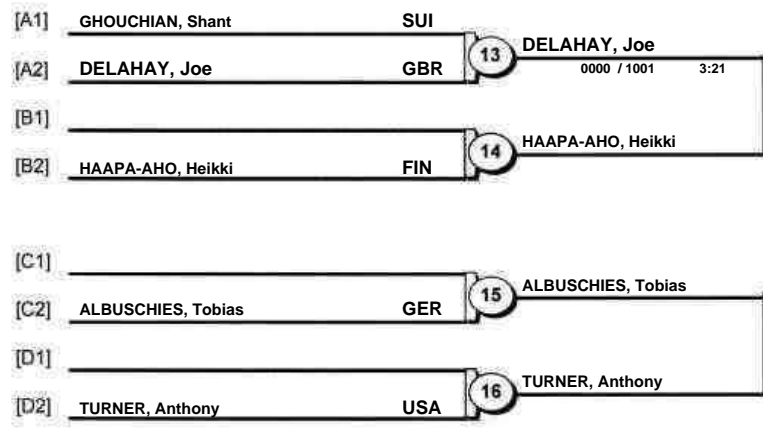 [A1] GHOUCHIAN, Shant SUI
13 DELAHAY, Joe
[A2] DELAHAY, Joe GBR
0000 / 1001 3:21
[B1]
14 HAAPA-AHO, Heikki
[B2] HAAPA-AHO, Heikki FIN
[C1]
15 ALBUSCHIES, Tobias
[C2] ALBUSCHIES, Tobias GER
[D1]
16 TURNER, Anthony
[D2] TURNER, Anthony USA